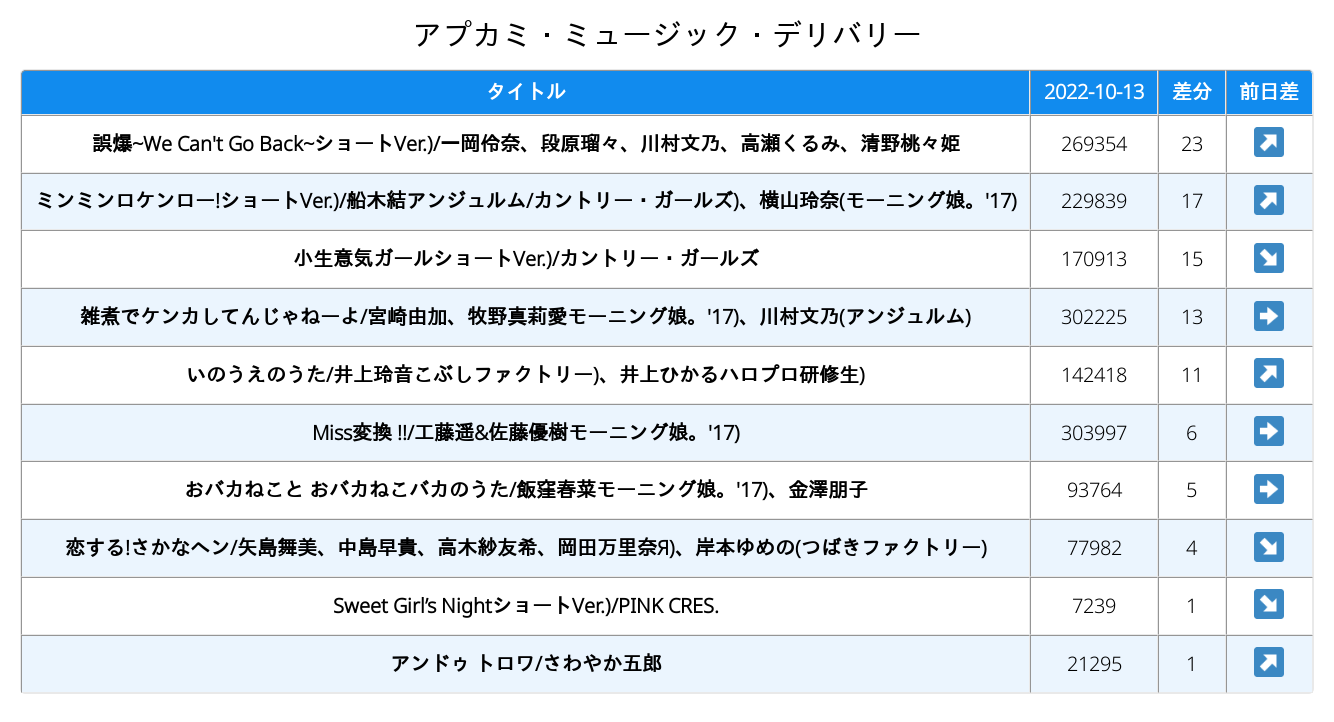 アプカミ・ミュージック・デリバリー
タイトル 2022-10-13 差分 前日差
誤爆~We Can't Go Back~ショートVer.)/一岡伶奈、段原瑠々、川村文乃、高瀬くるみ、清野桃々姫 269354 23
ミンミンロケンロー!ショートVer.)/船木結アンジュルム/カントリー・ガールズ)、横山玲奈(モーニング娘。'17) 229839 17
小生意気ガールショートVer.)/カントリー・ガールズ 170913 15
雑煮でケンカしてんじゃねーよ/宮崎由加、牧野真莉愛モーニング娘。'17)、川村文乃(アンジュルム) 302225 13
いのうえのうた/井上玲音こぶしファクトリー)、井上ひかるハロプロ研修生) 142418 11
Miss変換 !!/工藤遥&佐藤優樹モーニング娘。'17) 303997 6
おバカねこと おバカねこバカのうた/飯窪春菜モーニング娘。'17)、金澤朋子 93764 5
恋する!さかなヘン/矢島舞美、中島早貴、高木紗友希、岡田万里奈Я)、岸本ゆめの(つばきファクトリー) 77982 4
Sweet Girl’s NightショートVer.)/PINK CRES. 7239 1
アンドゥ トロワ/さわやか五郎 21295 1